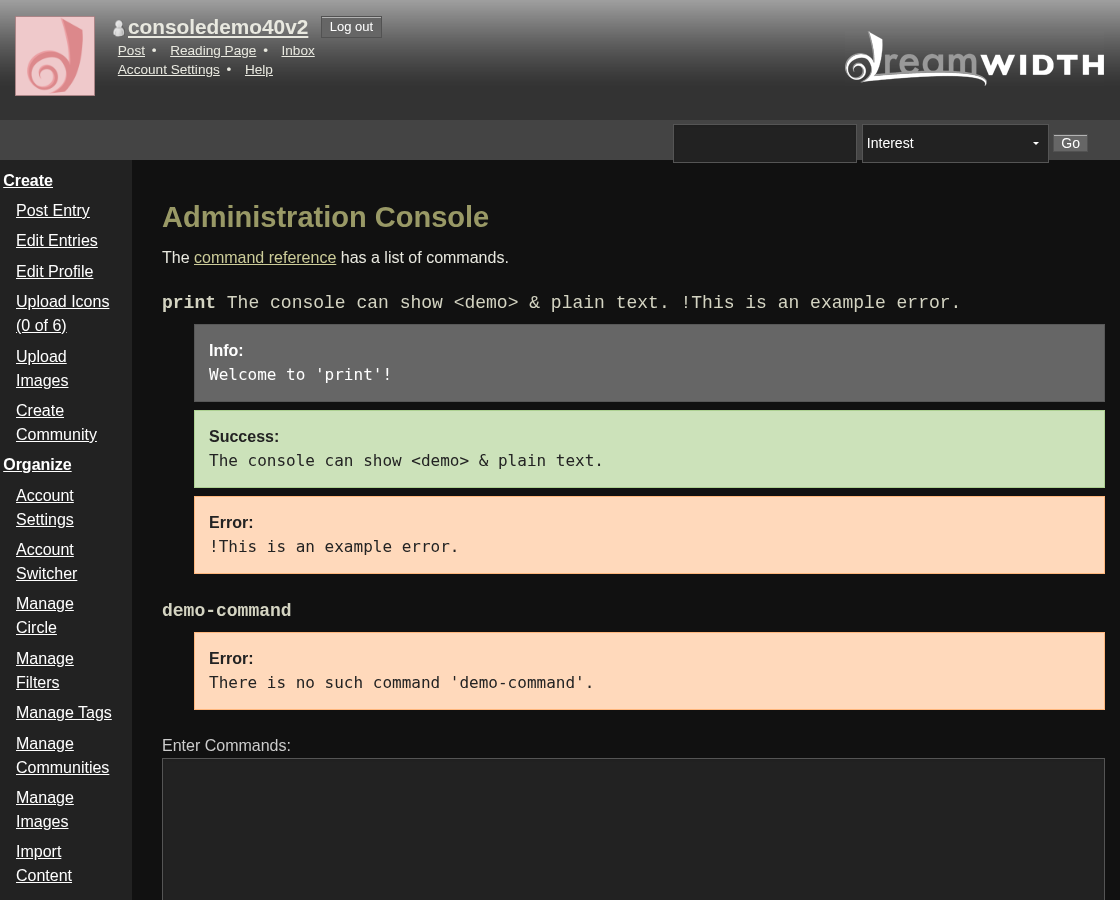 consoledemo40v2 Log out
Post • Reading Page • Inbox
Account Settings • Help
dreamWIDTH
Interest Go
Create
Post Entry
Edit Entries
Edit Profile
Upload Icons
(0 of 6)
Upload
Images
Create
Community
Organize
Account
Settings
Account
Switcher
Manage
Circle
Manage
Filters
Manage Tags
Manage
Communities
Manage
Images
Import
Content
Administration Console
The command reference has a list of commands.
print The console can show <demo> & plain text. !This is an example error.
Info:
Welcome to 'print'!
Success:
The console can show <demo> & plain text.
Error:
!This is an example error.
demo-command
Error:
There is no such command 'demo-command'.
Enter Commands: